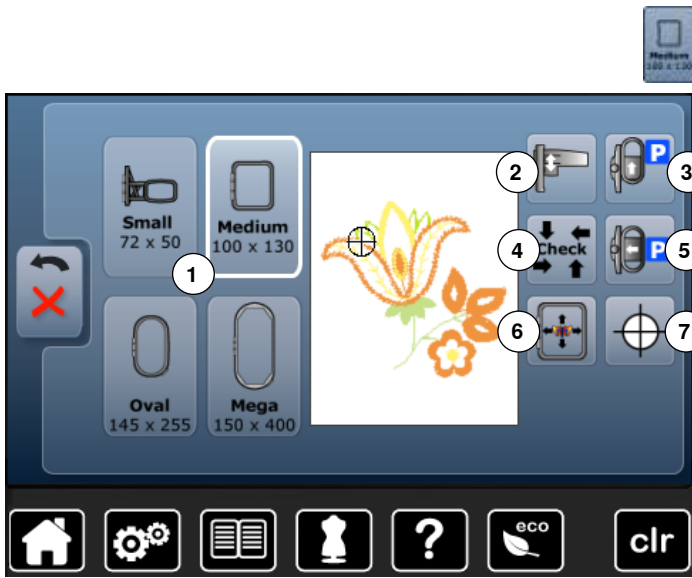 Medium
100 x 130
Small
72 x 50
Medium
100 x 130
1
Oval
145 x 255
Mega
150 x 400
2
P
3
4
Check
P
5
6
7
?
eco
clr